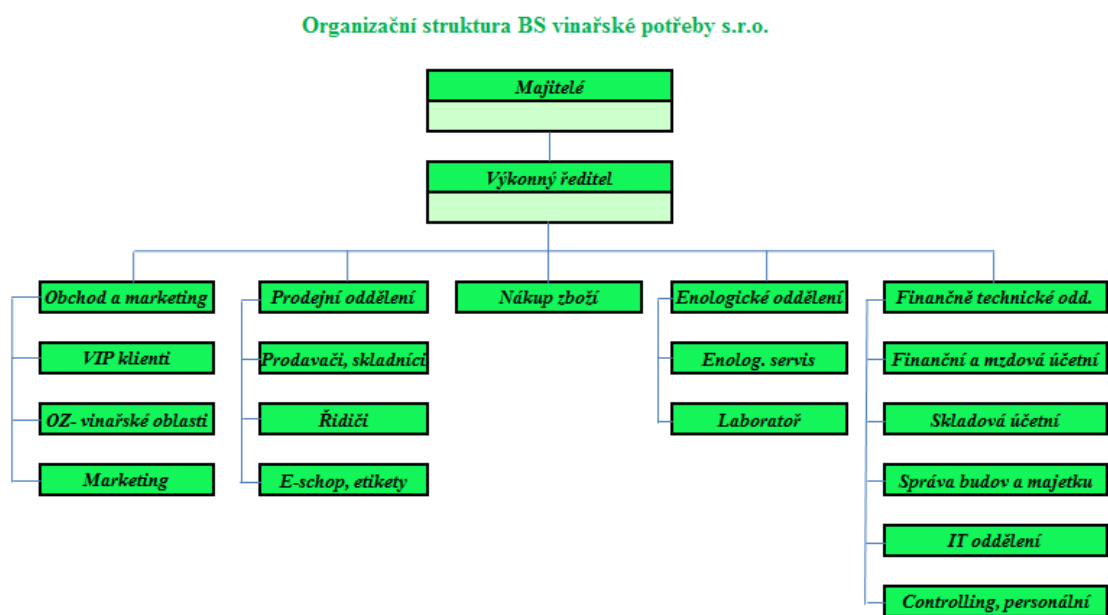 Organizační struktura BS vinařské potřeby s.r.o.
Majitelé
Výkonný ředitel
Obchod a marketing
Prodejní oddělení
Nákup zboží
Enologické oddělení
Finančně technické odd.
VIP klienti
Prodavači, skladníci
Enolog. servis
Finanční a mzdová účetní
OZ- vinařské oblasti
Řidiči
Laboratoř
Skladová účetní
Marketing
E-schop, etikety
Správa budov a majetku
IT oddělení
Controlling, personální